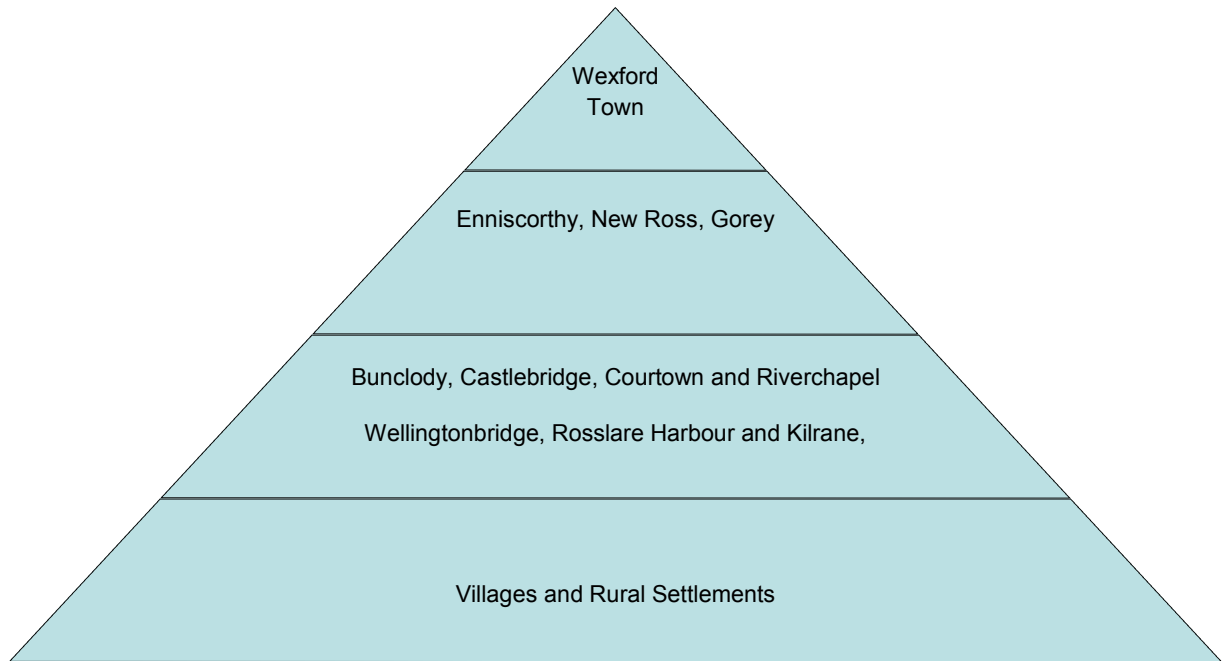 Wexford
Town
Enniscorthy, New Ross, Gorey
Bunclody, Castlebridge, Courtown and Riverchapel
Wellingtonbridge, Rosslare Harbour and Kilrane,
Villages and Rural Settlements